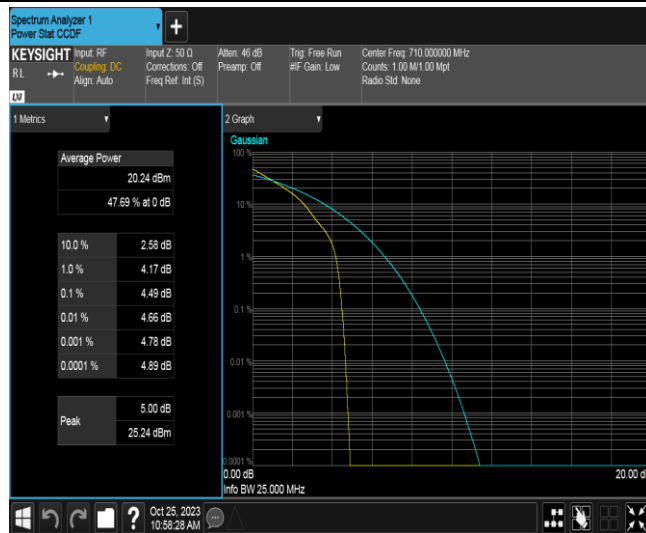 Spectrum Analyzer 1
Power Stat CCDF
+
KEYSIGHT
RL
Input: RF
Coupling: DC
Align: Auto
Input Z: 50 Ω
Corrections: Off
Freq Ref: Int (S)
Atten: 46 dB
Preamp: Off
Trig: Free Run
#IF Gain: Low
Center Freq: 710.000000 MHz
Counts: 1.00 M/1.00 Mpt
Radio Std: None
1 Metrics
Average Power
20.24 dBm
47.69 % at 0 dB
10.0 % 2.58 dB
1.0 % 4.17 dB
0.1 % 4.49 dB
0.01 % 4.66 dB
0.001 % 4.78 dB
0.0001 % 4.89 dB
Peak
5.00 dB
25.24 dBm
2 Graph
Gaussian
100 %
10 %
1 %
0.1 %
0.01 %
0.001 %
0.0001 %
0.00 dB
20.00 d
Info BW 25.000 MHz
?
Oct 25, 2023
10:58:28 AM